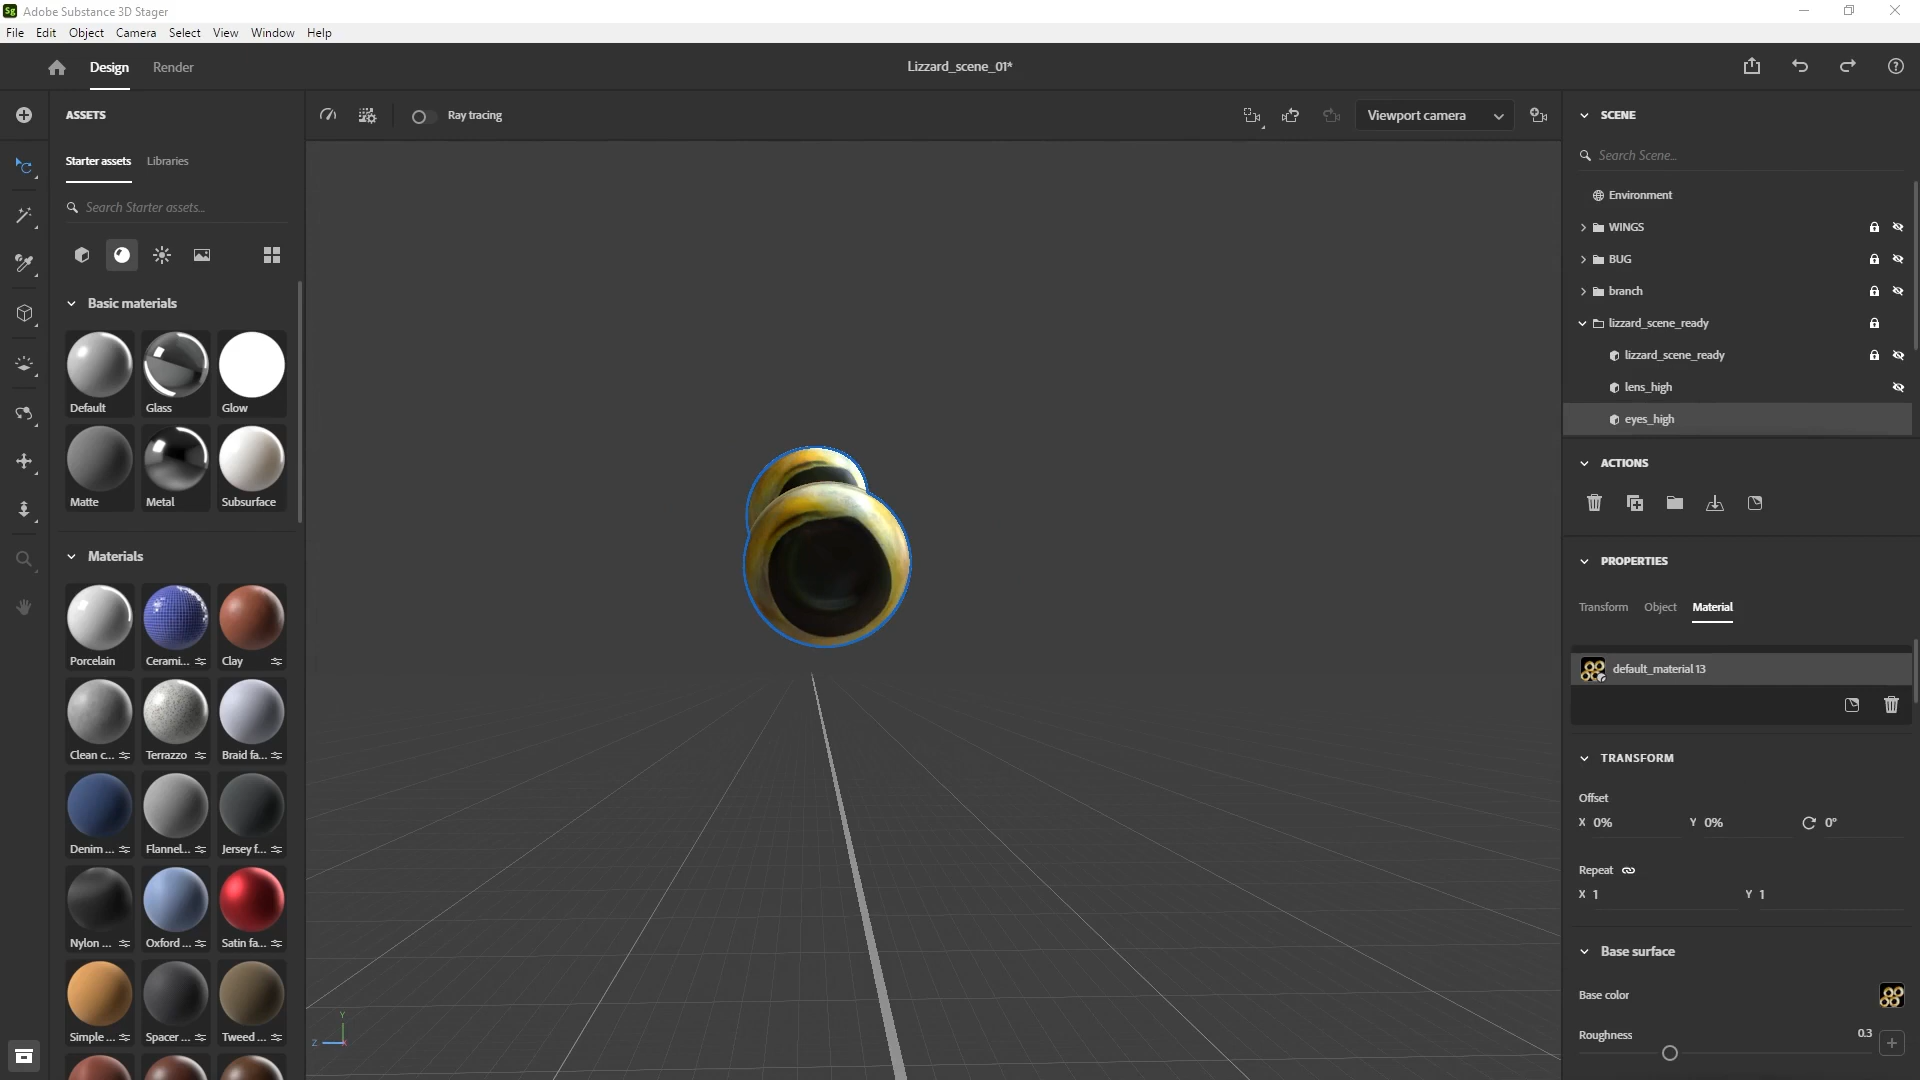 Sg Adobe Substance 3D Stager
File Edit Object Camera Select View Window Help
Design Render Lizzard_scene_01*
ASSETS
Starter assets Libraries
Search Starter assets...
Basic materials
Default Glass Glow
Matte Metal Subsurface
Materials
Porcelain Cerami... Clay
Clean c... Terrazzo Braid fa...
Denim ... Flannel... Jersey f...
Nylon ... Oxford ... Satin fa...
Simple ... Spacer ... Tweed ...
Ray tracing
Viewport camera
Y
Z
SCENE
Search Scene...
Environment
WINGS
BUG
branch
lizzard_scene_ready
lizzard_scene_ready
lens_high
eyes_high
ACTIONS
PROPERTIES
Transform Object Material
default_material 13
TRANSFORM
Offset
X 0% Y 0% 0°
Repeat
X 1 Y 1
Base surface
Base color
Roughness 0.3